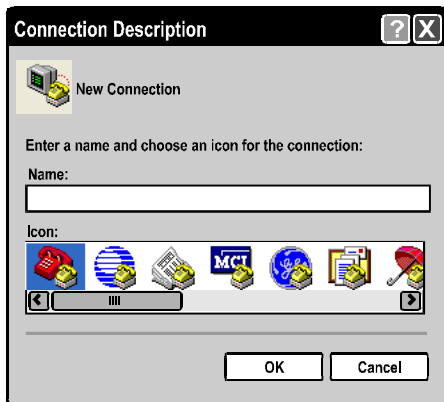 Connection Description
?
X
New Connection
Enter a name and choose an icon for the connection:
Name:
Icon:
MCI
OK
Cancel